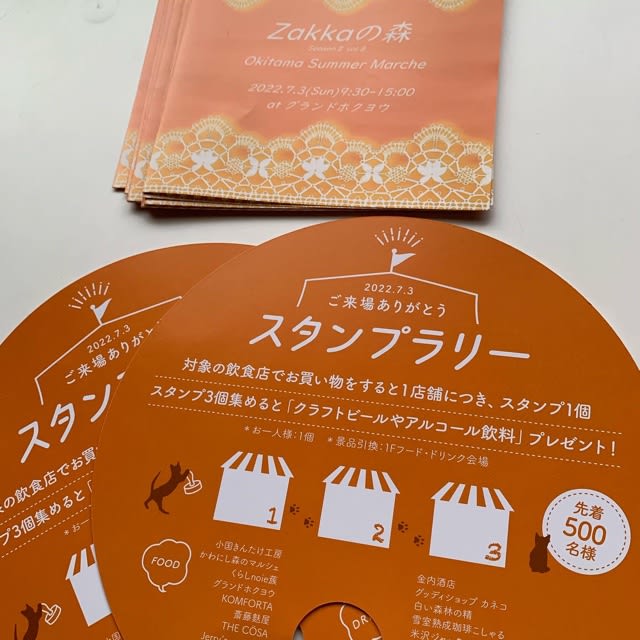 Zakkaの森
Okitama Summer Marche
2022.7.3(Sun) 9:30-15:00
at グランドホクヨウ
2022.7.3
ご来場ありがとう
スタンプラリー
対象の飲食店でお買い物をすると1店舗につき、スタンプ1個
スタンプ3個集めると「クラフトビールやアルコール飲料」プレゼント!
*お一人様:1個 *景品引換:1Fフード・ドリンク会場
1
2
3
先着
500
名様
FOOD
小国きんたけ工房
かわにし森のマルシェ
くらしnoie蔟
グランドホクヨウ
KOMFORTA
斎藤麩屋
THE CÖSA
DR
金内酒店
グッディショップ カネコ
白い森林の精
雪室熟成珈琲こしゃる
2022.7.3
ご来場ありがとう
スタン
象の飲食店でお買い
ンプ3個集めると「
*お一